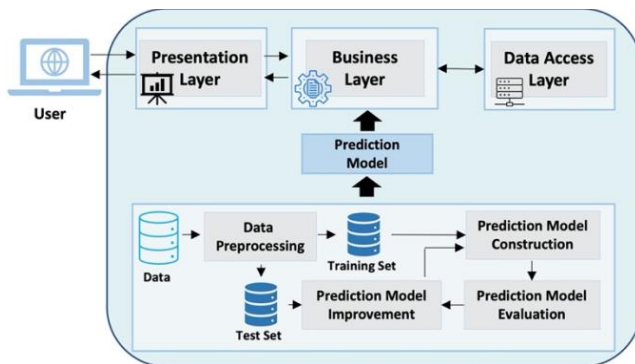 Presentation
Layer
Business
Layer
Data Access
Layer
User
Prediction
Model
Data
Preprocessing
Prediction Model
Construction
Data
Training Set
Prediction Model
Improvement
Prediction Model
Evaluation
Test Set